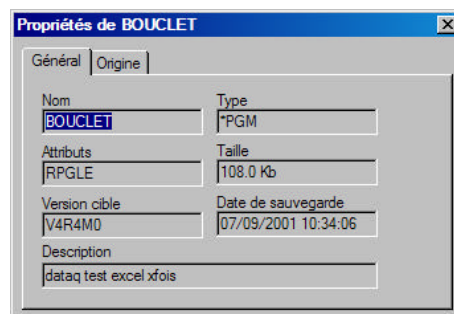 Propriétés de BOUCLET
Général Origine
Nom Type
BOUCLET *PGM
Attributs Taille
RPGLE 108.0 Kb
Version cible Date de sauvegarde
V4R4M0 07/09/2001 10:34:06
Description
dataq test excel xfois